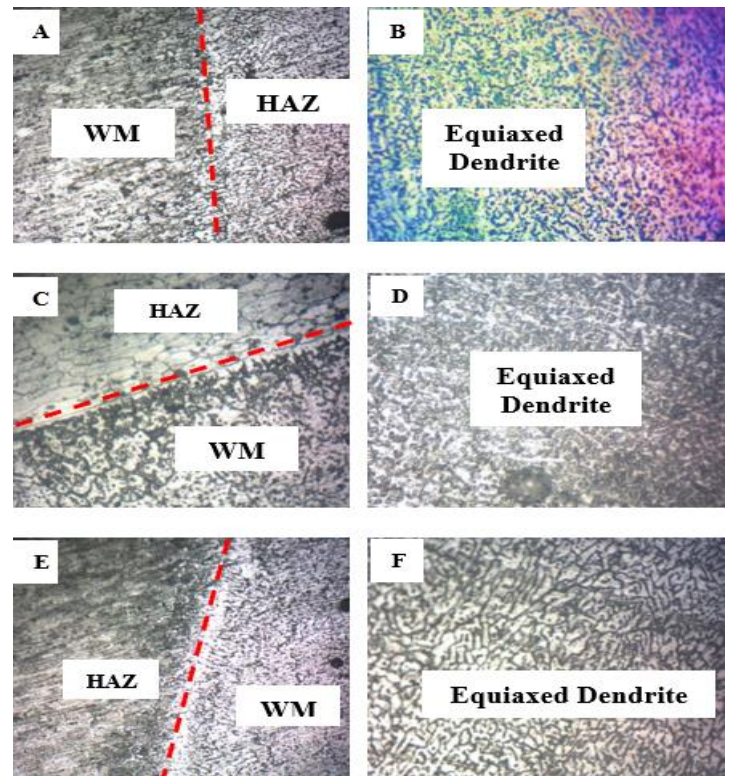 A
WM
HAZ
B
Equiaxed
Dendrite
C
HAZ
WM
D
Equiaxed
Dendrite
E
HAZ
WM
F
Equiaxed Dendrite